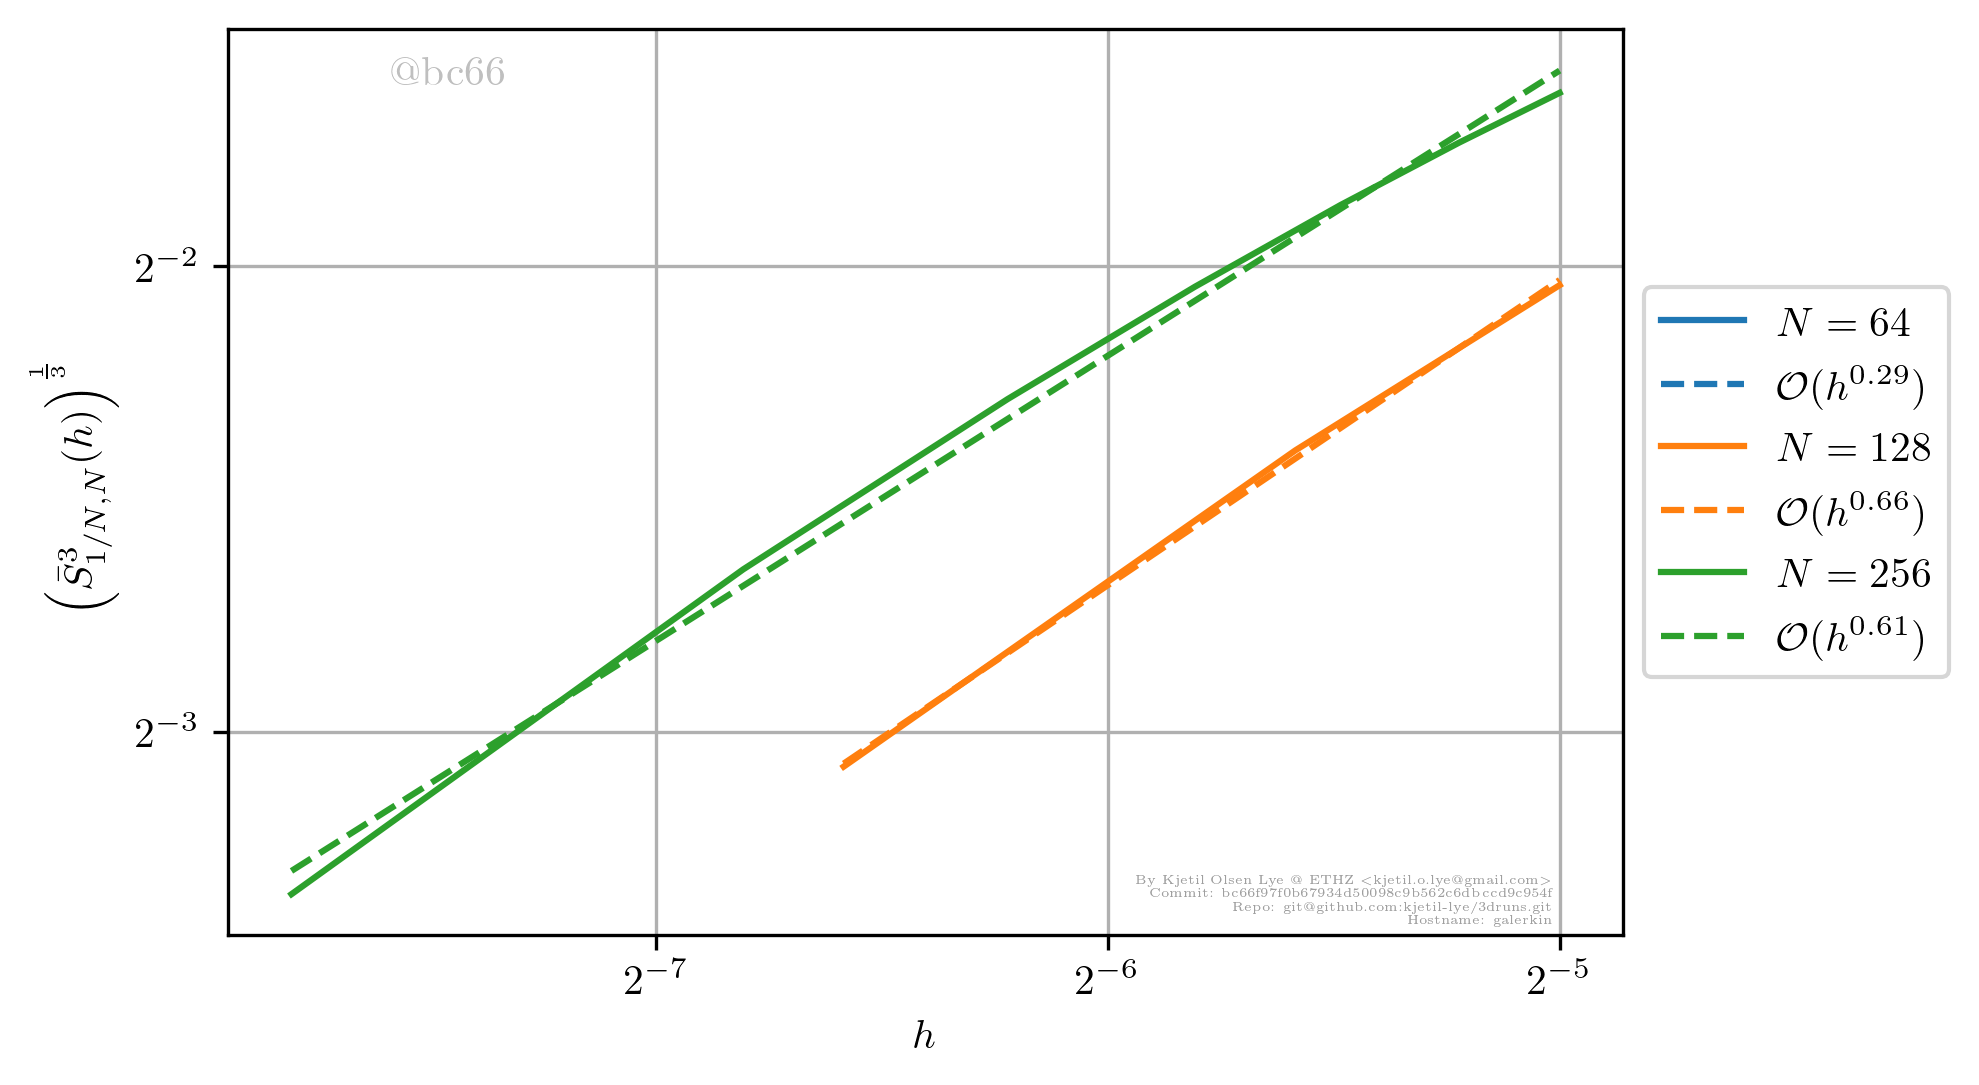 @bc66
2^{-2}
2^{-3}
\left(\bar{S}^3_{1/N,N}(h)\right)^{\frac{1}{3}}
N = 64
\mathcal{O}(h^{0.29})
N = 128
\mathcal{O}(h^{0.66})
N = 256
\mathcal{O}(h^{0.61})
By Kjetil Olsen Lye @ ETHZ <kjetil.o.lye@gmail.com>
Commit: bc66f97f0b67934d50098c9b562c6dbccd9c954f
Repo: git@github.com:kjetil-lye/3druns.git
Hostname: galerkin
2^{-7} 2^{-6} 2^{-5}
h